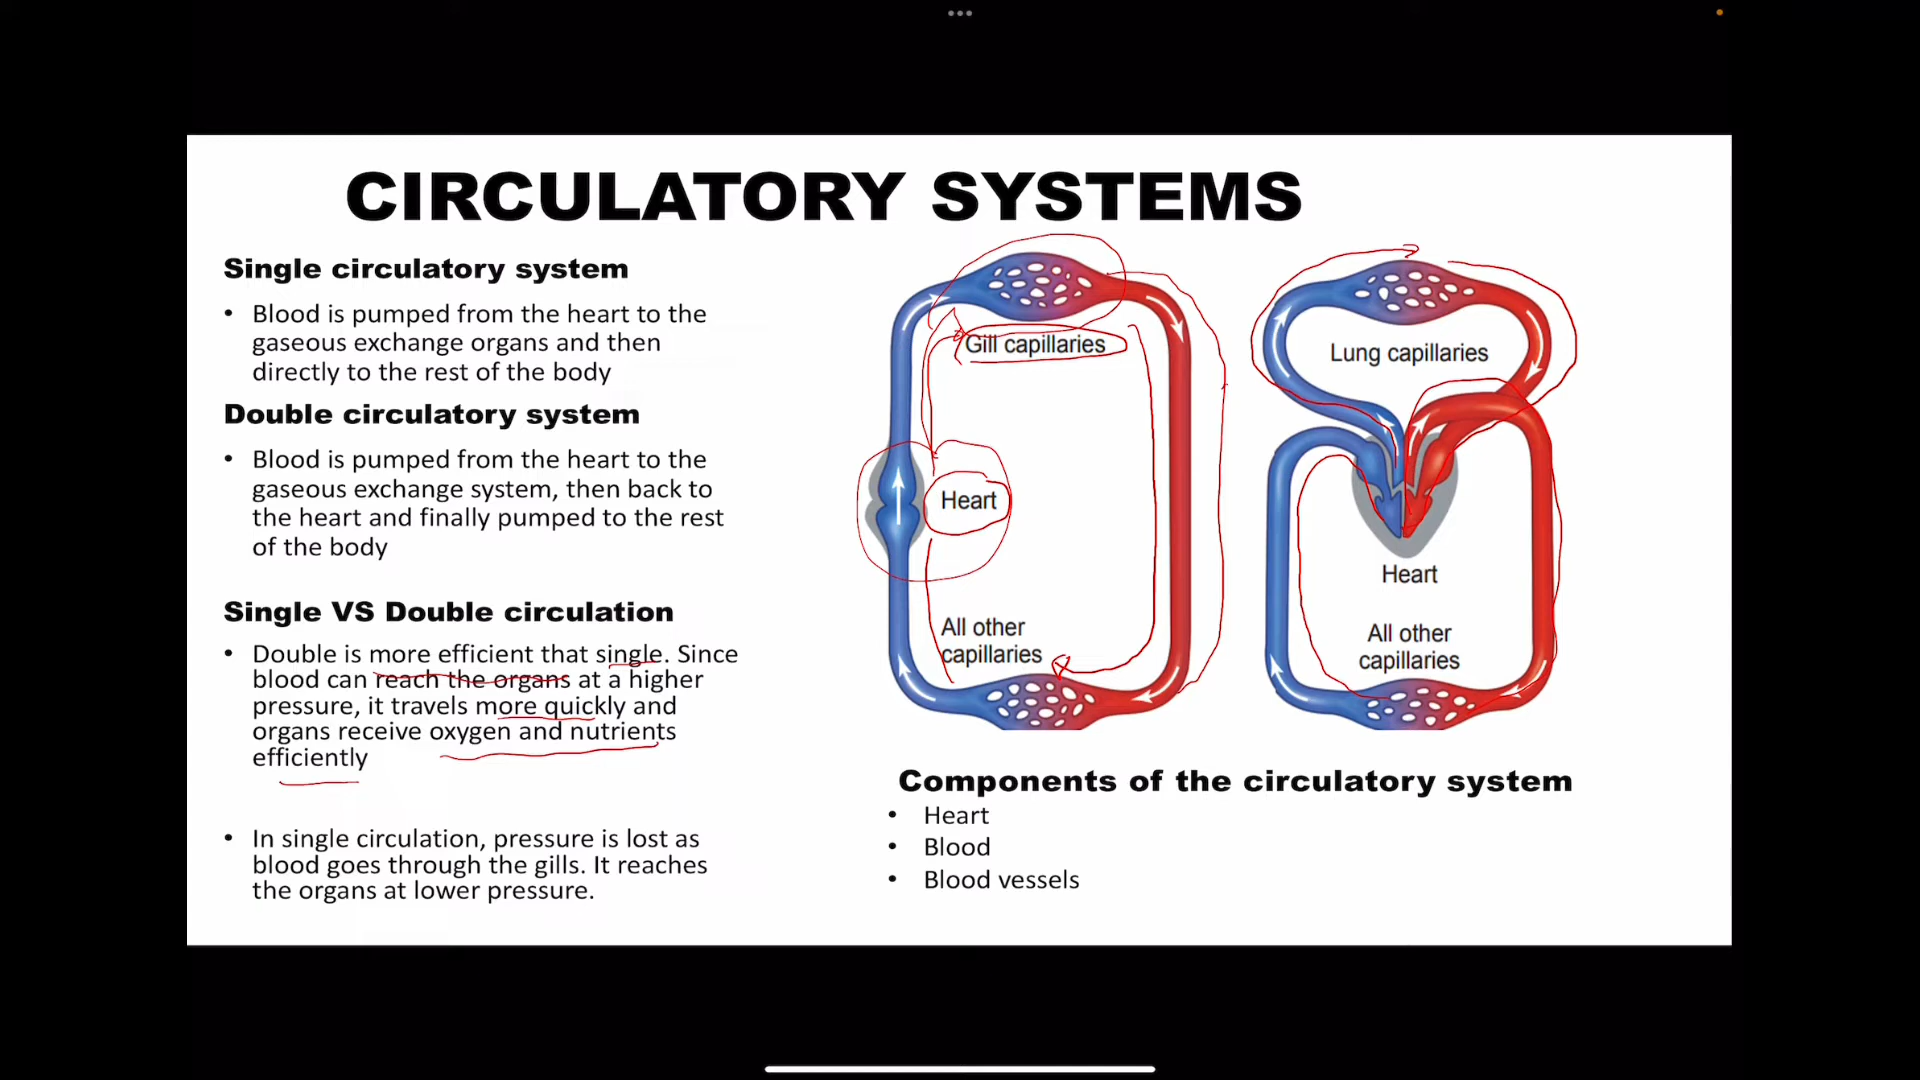 CIRCULATORY SYSTEMS
Single circulatory system
• Blood is pumped from the heart to the
gaseous exchange organs and then
directly to the rest of the body
Double circulatory system
• Blood is pumped from the heart to the
gaseous exchange system, then back to
the heart and finally pumped to the rest
of the body
Single VS Double circulation
• Double is more efficient that single. Since
blood can reach the organs at a higher
pressure, it travels more quickly and
organs receive oxygen and nutrients
efficiently
• In single circulation, pressure is lost as
blood goes through the gills. It reaches
the organs at lower pressure.
Gill capillaries
Heart
All other
capillaries
Lung capillaries
Heart
All other
capillaries
Components of the circulatory system
• Heart
• Blood
• Blood vessels